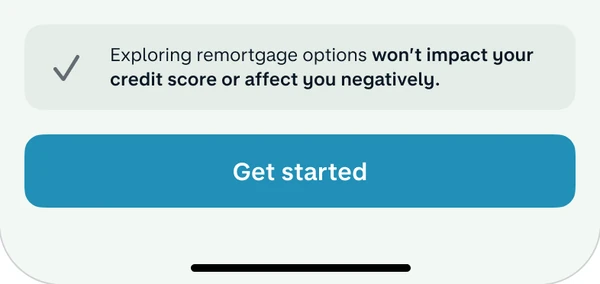 Exploring remortgage options won't impact your
credit score or affect you negatively.
Get started